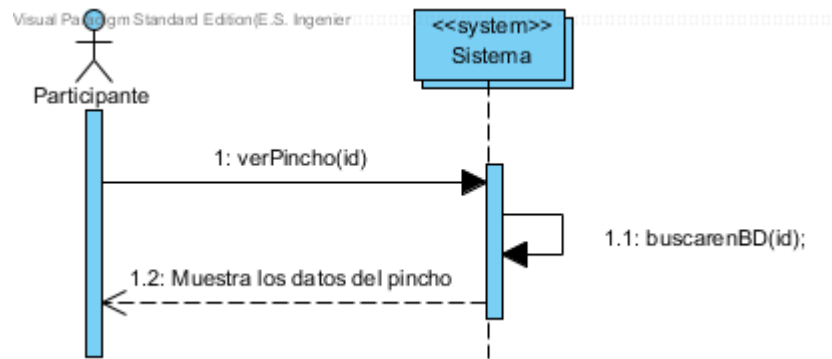 Visual Paradigm Standard Edition(E.S. Ingenier
<<system>>
Sistema
Participante
1: verPincho(id)
1.1: buscarenBD(id);
1.2: Muestra los datos del pincho